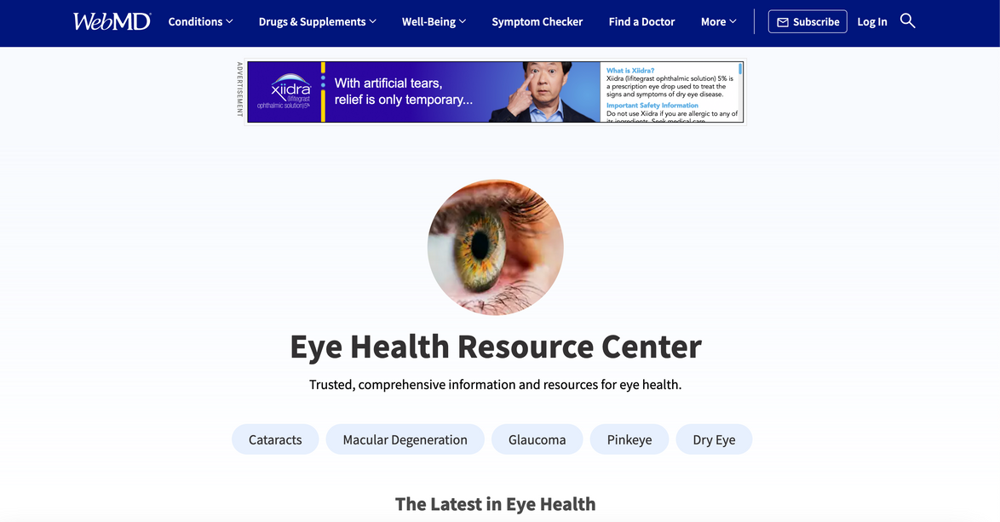 WebMD
Conditions
Drugs & Supplements
Well-Being
Symptom Checker
Find a Doctor
More
Subscribe
Log In
ADVERTISEMENT
xiidra
(lifitegrast
ophthalmic solution)5%
With artificial tears,
relief is only temporary...
What is Xiidra?
Xiidra (lifitegrast ophthalmic solution) 5% is
a prescription eye drop used to treat the
signs and symptoms of dry eye disease.
Important Safety Information
Do not use Xiidra if you are allergic to any of
its ingredients. Seek medical care
Eye Health Resource Center
Trusted, comprehensive information and resources for eye health.
Cataracts
Macular Degeneration
Glaucoma
Pinkeye
Dry Eye
The Latest in Eye Health